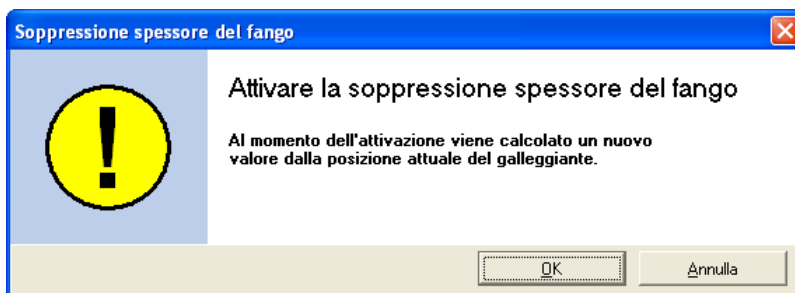 Soppressione spessore del fango
Attivare la soppressione spessore del fango
Al momento dell'attivazione viene calcolato un nuovo
valore dalla posizione attuale del galleggiante.
OK
Annulla